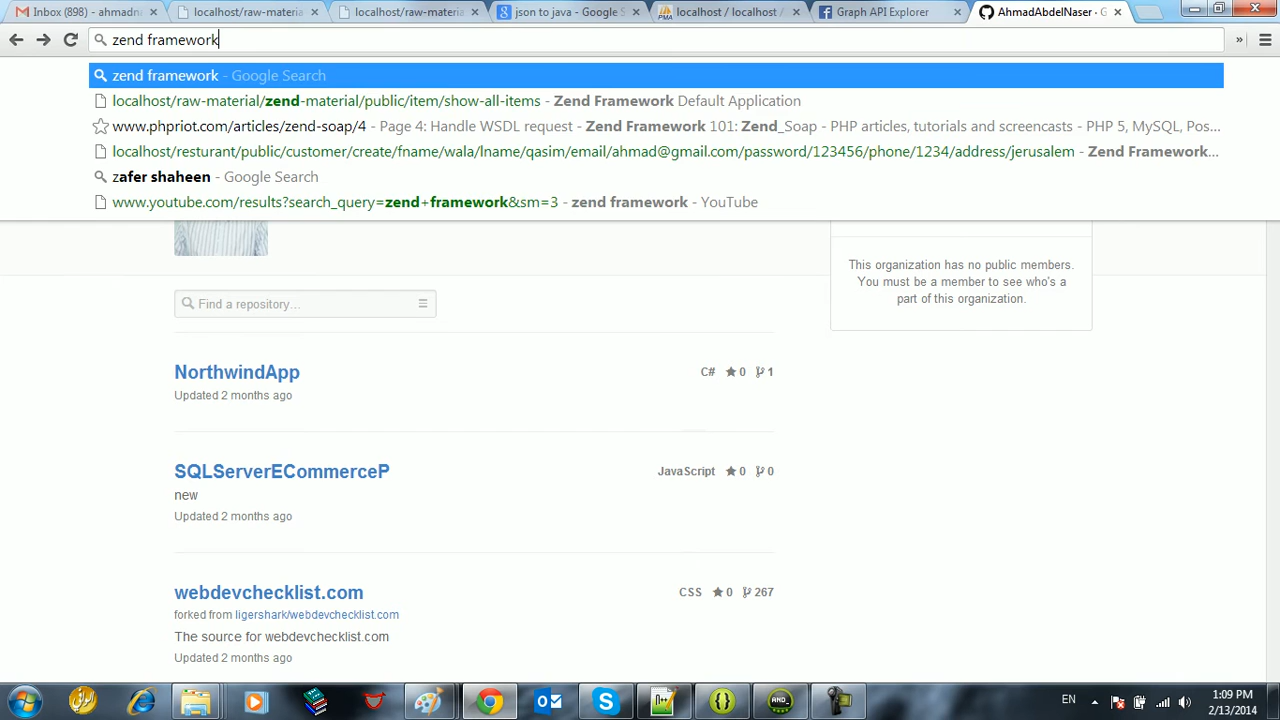 Inbox (898) - ahmadn
localhost/raw-materia
localhost/raw-materia
json to java - Google S
localhost / localhost /
Graph API Explorer
AhmadAbdelNaser · G
zend framework
zend framework - Google Search
localhost/raw-material/zend-material/public/item/show-all-items - Zend Framework Default Application
www.phpriot.com/articles/zend-soap/4 - Page 4: Handle WSDL request - Zend Framework 101: Zend_Soap - PHP articles, tutorials and screencasts - PHP 5, MySQL, Pos...
localhost/resturant/public/customer/create/fname/wala/lname/qasim/email/ahmad@gmail.com/password/123456/phone/1234/address/jerusalem - Zend Framework...
zafer shaheen - Google Search
www.youtube.com/results?search_query=zend+framework&sm=3 - zend framework - YouTube
This organization has no public members.
You must be a member to see who's a
part of this organization.
Find a repository...
NorthwindApp
C# 0 1
Updated 2 months ago
SQLServerECommerceP
JavaScript 0 0
new
Updated 2 months ago
webdevchecklist.com
CSS 0 267
forked from ligershark/webdevchecklist.com
The source for webdevchecklist.com
Updated 2 months ago
EN
1:09 PM
2/13/2014